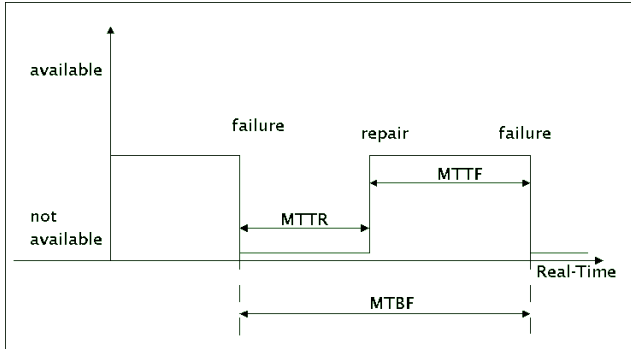 available
failure
repair
failure
MTTF
not
available
MTTR
Real-Time
MTBF